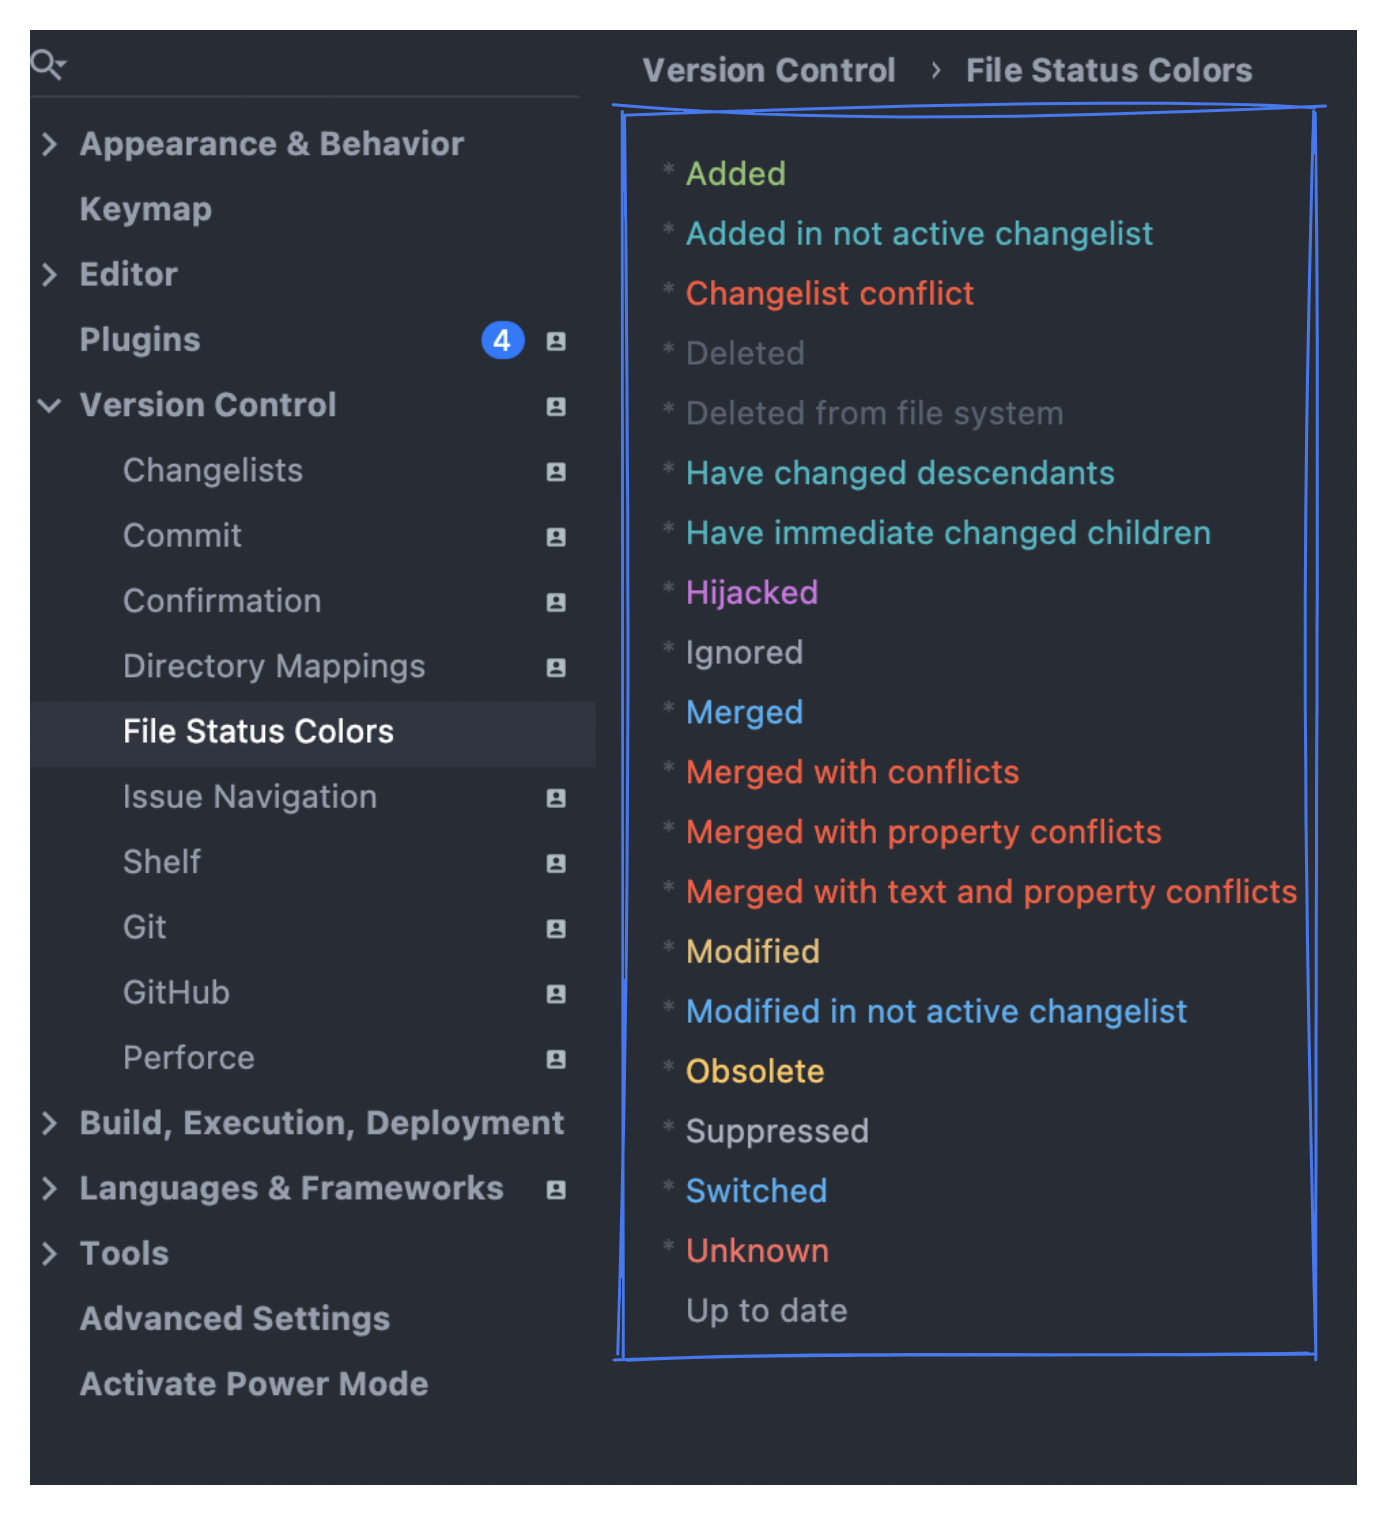 Appearance & Behavior
Keymap
Editor
Plugins 4
Version Control
Changelists
Commit
Confirmation
Directory Mappings
File Status Colors
Issue Navigation
Shelf
Git
GitHub
Perforce
Build, Execution, Deployment
Languages & Frameworks
Tools
Advanced Settings
Activate Power Mode
Version Control › File Status Colors
* Added
* Added in not active changelist
* Changelist conflict
* Deleted
* Deleted from file system
* Have changed descendants
* Have immediate changed children
* Hijacked
* Ignored
* Merged
* Merged with conflicts
* Merged with property conflicts
* Merged with text and property conflicts
* Modified
* Modified in not active changelist
* Obsolete
* Suppressed
* Switched
* Unknown
Up to date